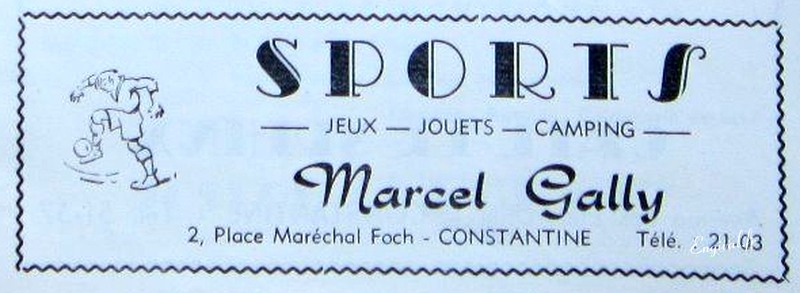 SPORTS
— JEUX — JOUETS — CAMPING —
Marcel Gally
2, Place Maréchal Foch - CONSTANTINE Télé. 21-03